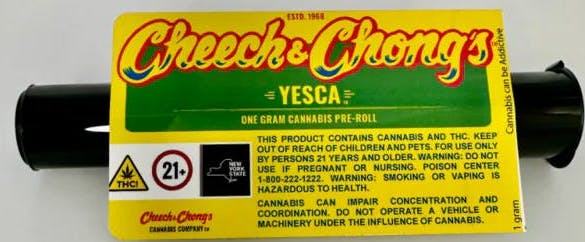 ESTD. 1968
Cheech & Chong's
YESCA
ONE GRAM CANNABIS PRE-ROLL
Cannabis can be Addictive
1 gram
THC!
21+
NEW
YORK
STATE
THIS PRODUCT CONTAINS CANNABIS AND THC. KEEP
OUT OF REACH OF CHILDREN AND PETS. FOR USE ONLY
BY PERSONS 21 YEARS AND OLDER. WARNING: DO NOT
USE IF PREGNANT OR NURSING. POISON CENTER
1-800-222-1222. WARNING: SMOKING OR VAPING IS
HAZARDOUS TO HEALTH.
CANNABIS CAN IMPAIR CONCENTRATION AND
COORDINATION. DO NOT OPERATE A VEHICLE OR
MACHINERY UNDER THE INFLUENCE OF CANNABIS.
Cheech & Chong's
CANNABIS COMPANY